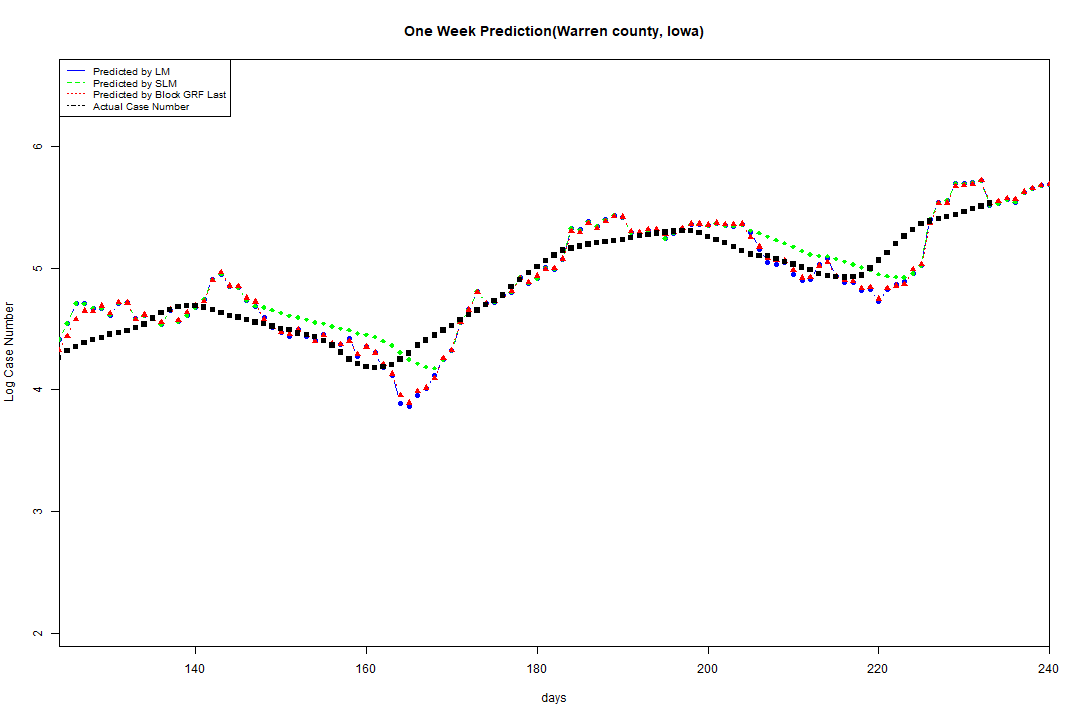 One Week Prediction(Warren county, Iowa)
Predicted by LM
Predicted by SLM
Predicted by Block GRF Last
Actual Case Number
6
5
4
3
2
Log Case Number
140 160 180 200 220 240
days